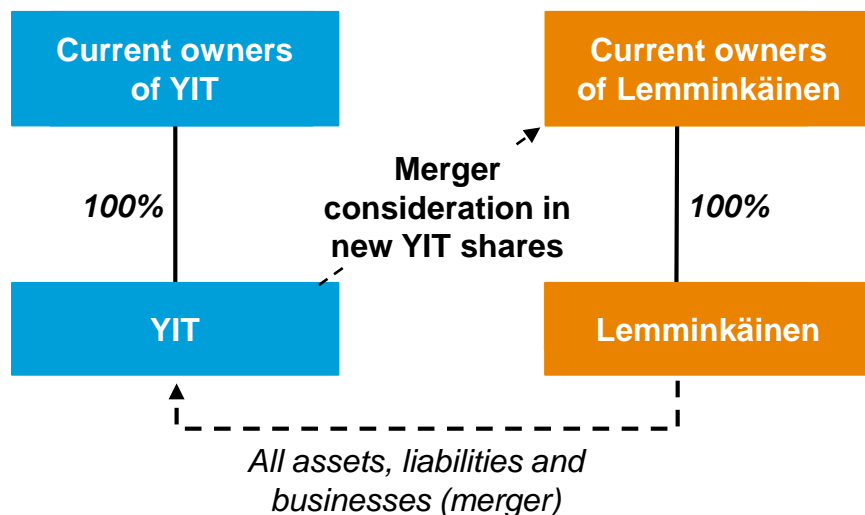 Current owners
of YIT
Current owners
of Lemminkäinen
100%
Merger
consideration in
new YIT shares
100%
YIT
Lemminkäinen
All assets, liabilities and
businesses (merger)